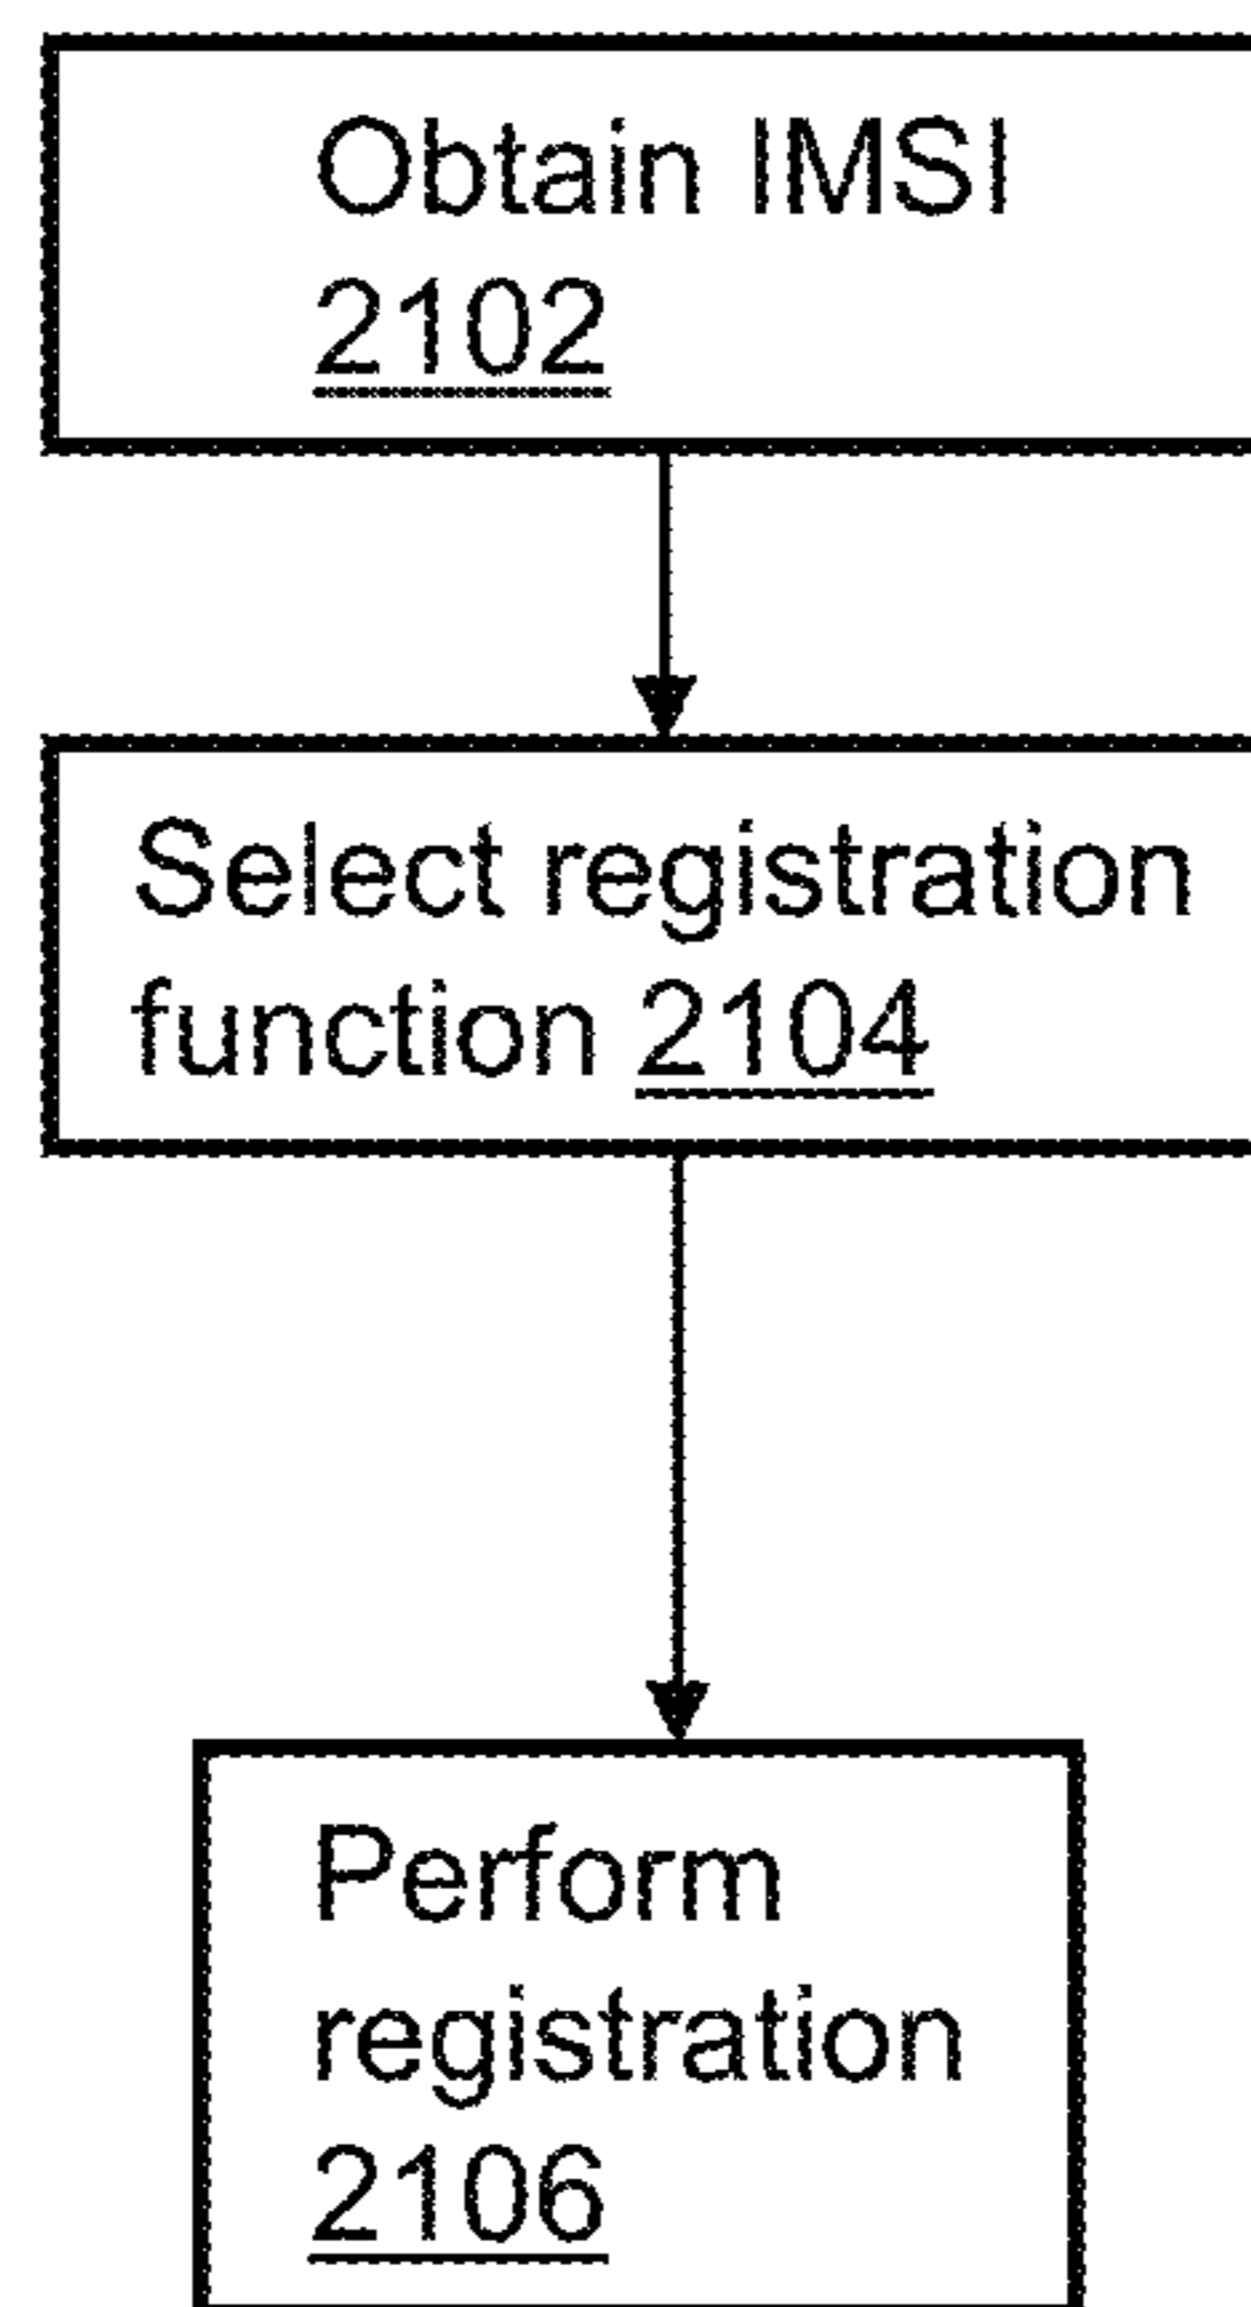 Obtain IMSI
2102
Select registration
function 2104
Perform
registration
2106